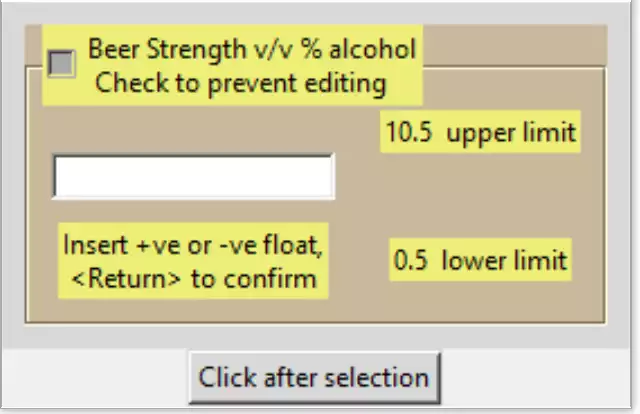 Beer Strength v/v % alcohol
Check to prevent editing
10.5 upper limit
Insert +ve or -ve float,
<Return> to confirm
0.5 lower limit
Click after selection